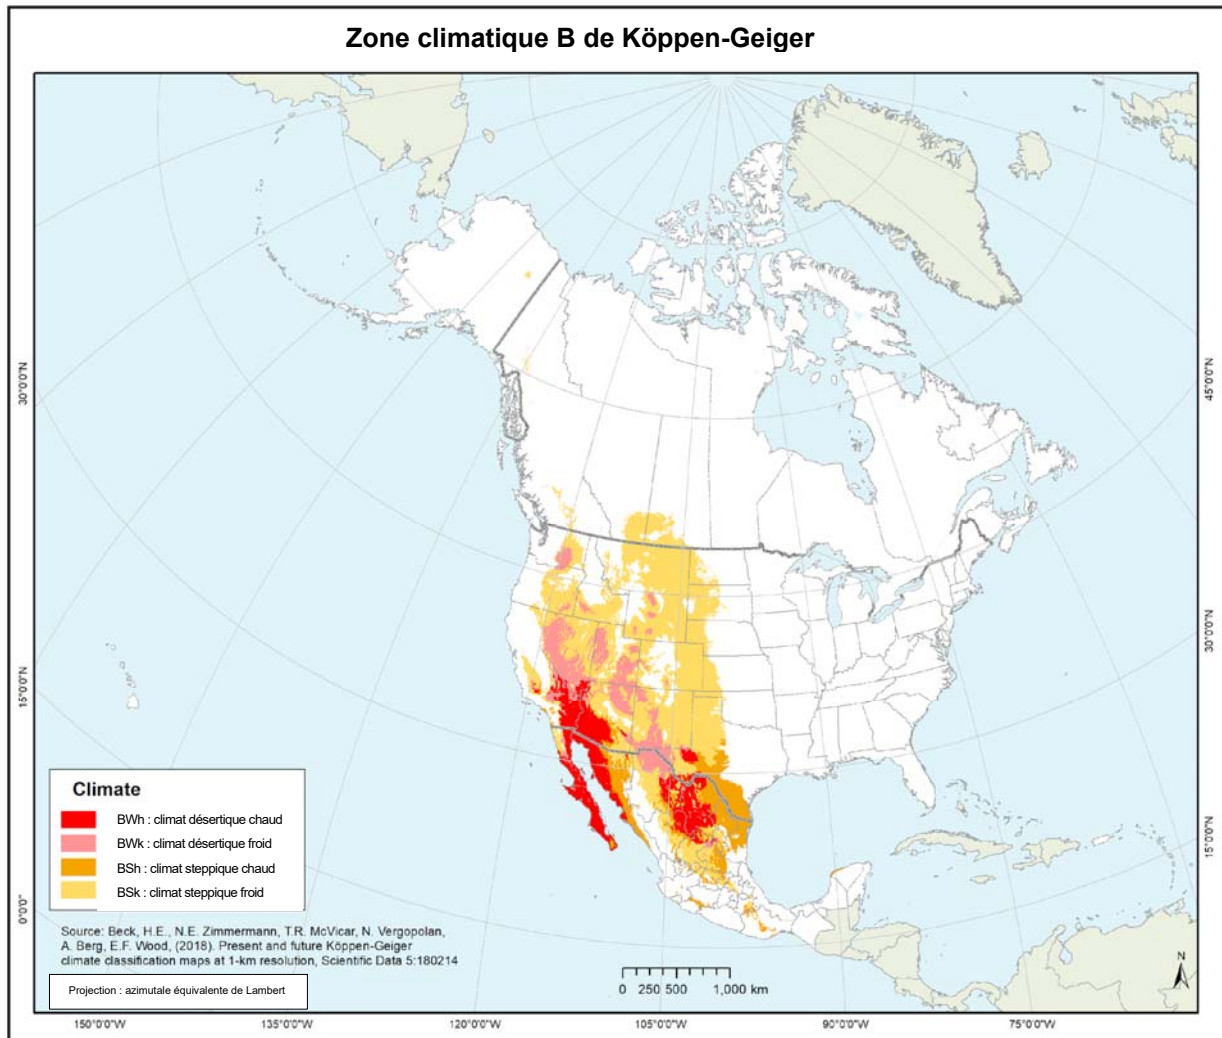 Zone climatique B de Köppen-Geiger
30°0'0"N
15°0'0"N
0°0'0"
45°0'0"N
30°0'0"N
15°0'0"N
Climate
BWh : climat désertique chaud
BWk : climat désertique froid
BSh : climat steppique chaud
BSk : climat steppique froid
Source: Beck, H.E., N.E. Zimmermann, T.R. McVicar, N. Vergopolan,
A. Berg, E.F. Wood, (2018). Present and future Köppen-Geiger
climate classification maps at 1-km resolution, Scientific Data 5:180214
Projection : azimutale équivalente de Lambert
0 250 500 1,000 km
N
150°0'0"W 135°0'0"W 120°0'0"W 105°0'0"W 90°0'0"W 75°0'0"W